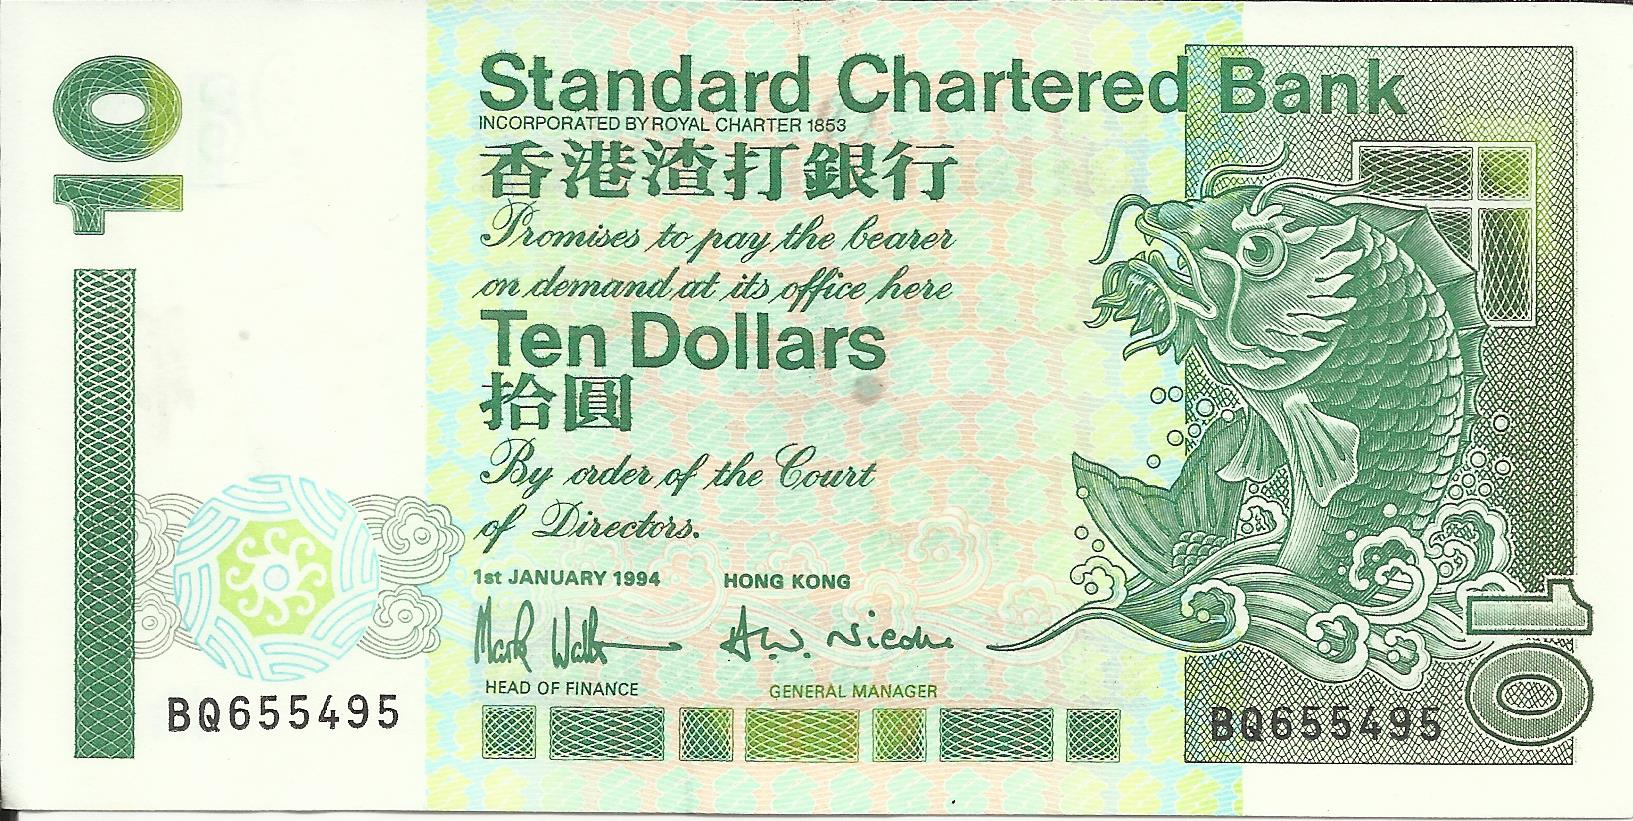 10
Standard Chartered Bank
INCORPORATED BY ROYAL CHARTER 1853
香港渣打銀行
Promises to pay the bearer
on demand at its office here
Ten Dollars
拾圓
By order of the Court
of Directors.
1st JANUARY 1994 HONG KONG
HEAD OF FINANCE GENERAL MANAGER
BQ655495
BQ655495
10